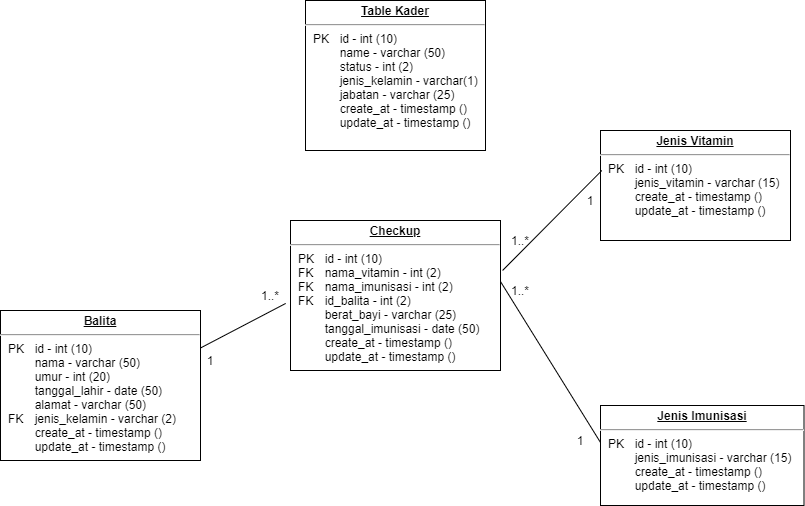 Table Kader
PK id - int (10)
name - varchar (50)
status - int (2)
jenis_kelamin - varchar(1)
jabatan - varchar (25)
create_at - timestamp ()
update_at - timestamp ()
Jenis Vitamin
PK id - int (10)
jenis_vitamin - varchar (15)
create_at - timestamp ()
update_at - timestamp ()
1
1..*
Checkup
PK id - int (10)
FK nama_vitamin - int (2)
FK nama_imunisasi - int (2)
FK id_balita - int (2)
berat_bayi - varchar (25)
tanggal_imunisasi - date (50)
create_at - timestamp ()
update_at - timestamp ()
1..*
1..*
Balita
PK id - int (10)
nama - varchar (50)
umur - int (20)
tanggal_lahir - date (50)
alamat - varchar (50)
FK jenis_kelamin - varchar (2)
create_at - timestamp ()
update_at - timestamp ()
1
Jenis Imunisasi
PK id - int (10)
jenis_imunisasi - varchar (15)
create_at - timestamp ()
update_at - timestamp ()
1